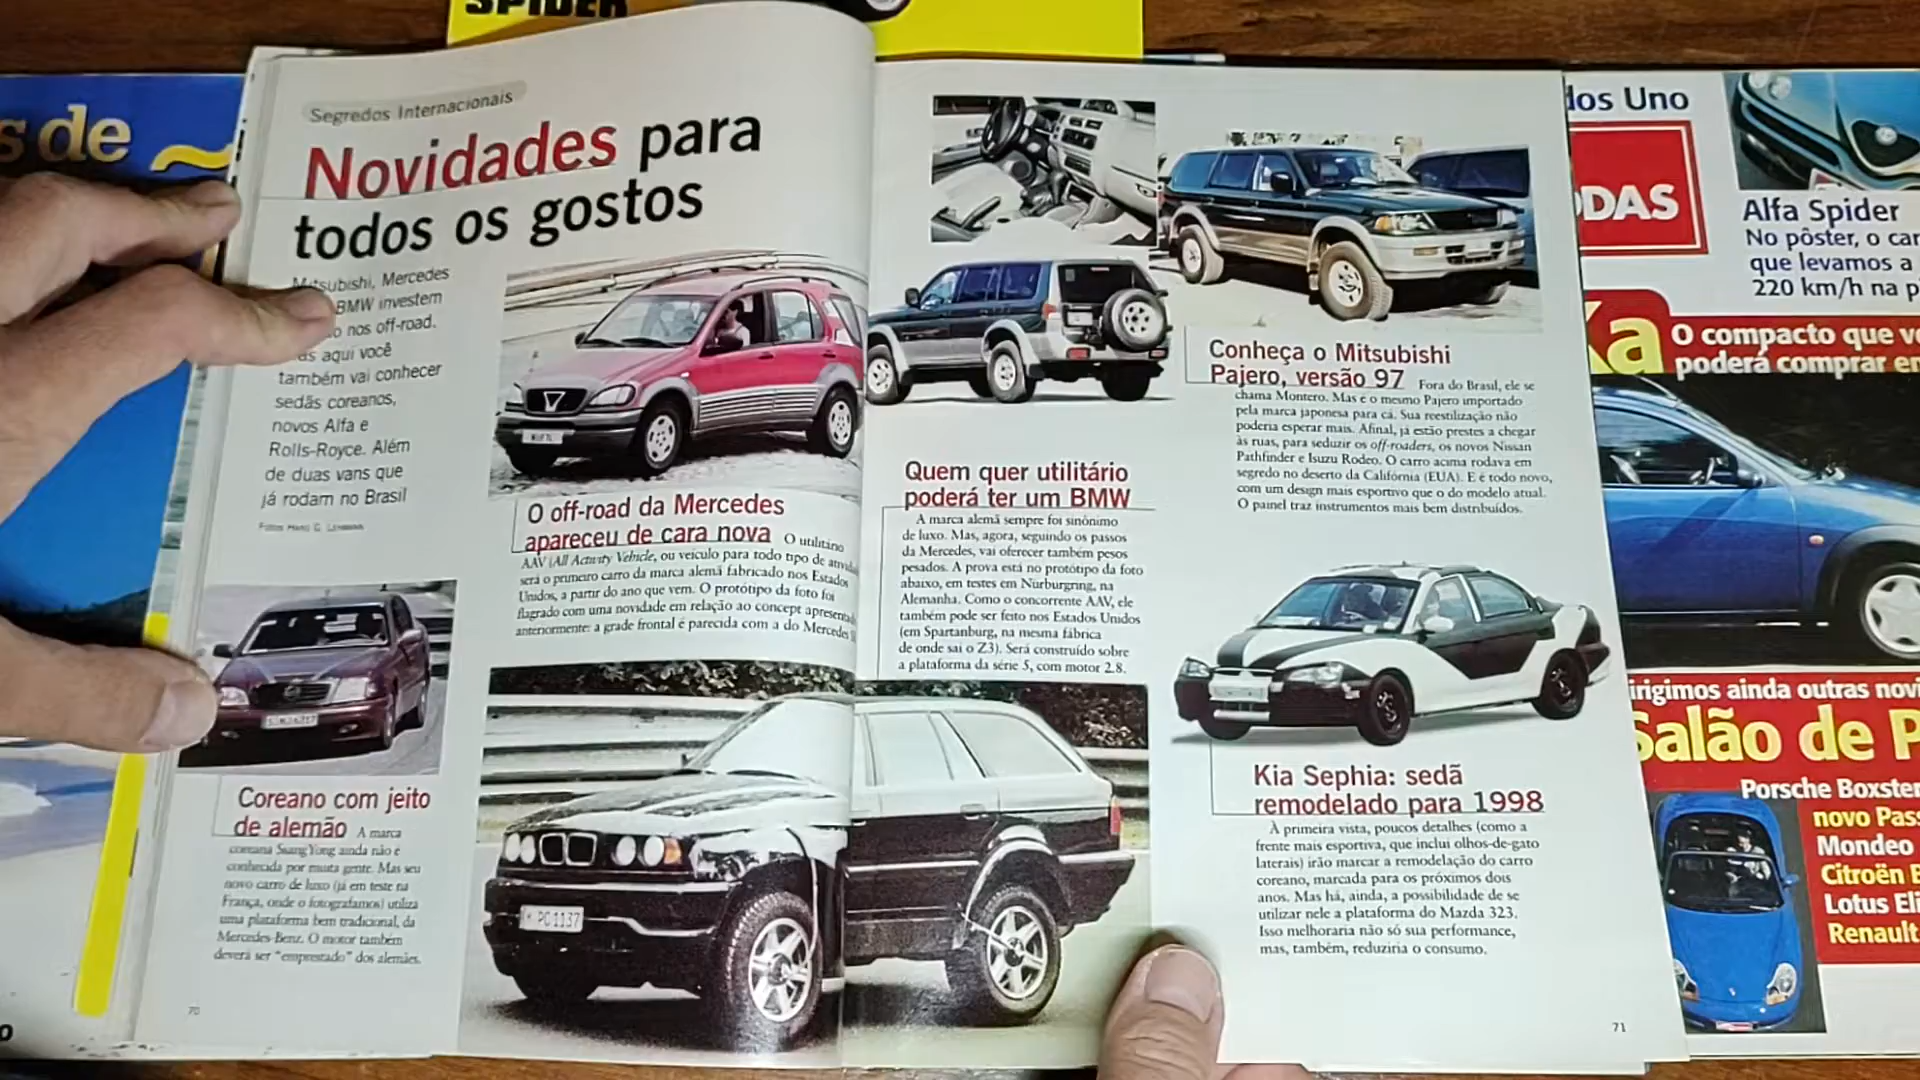 SPIDER
s de
Segredos Internacionais
Novidades para
todos os gostos
Mitsubishi, Mercedes
BMW investem
nos off-road.
aqui você
também vai conhecer
sedãs coreanos,
novos Alfa e
Rolls-Royce. Além
de duas vans que
já rodam no Brasil
O off-road da Mercedes
apareceu de cara nova O utilitário
AAV (All Activity Vehicle, ou veículo para todo tipo de
será o primeiro carro da marca alemã fabricado nos Estados
Unidos, a partir do ano que vem. O protótipo da foto foi
flagrado com uma novidade em relação ao concept
anteriormente: a grade frontal é parecida com a do Mercedes
Coreano com jeito
de alemão A marca
coreana SsangYong ainda não é
conhecida por muita gente. Mas seu
novo carro de luxo (já em teste na
França, onde o fotografamos) utiliza
uma plataforma bem tradicional, da
Mercedes-Benz. O motor também
deverá ser "emprestado" dos alemães.
PO 1137
70
Quem quer utilitário
poderá ter um BMW
A marca alemã sempre foi sinônimo
de luxo. Mas, agora, seguindo os passos
da Mercedes, vai oferecer também pesos
pesados. A prova está no protótipo da foto
abaixo, em testes em Nürburgring, na
Alemanha. Como o concorrente AAV, ele
também pode ser feito nos Estados Unidos
(em Spartanburg, na mesma fábrica
de onde sai o Z3). Será construído sobre
a plataforma da série 5, com motor 2.8.
Conheça o Mitsubishi
Pajero, versão 97 Fora do Brasil, ele se
chama Montero. Mas é o mesmo Pajero importado
pela marca japonesa para cá. Sua reestilização não
poderia esperar mais. Afinal, já estão prestes a chegar
às ruas, para seduzir os off-roaders, os novos Nissan
Pathfinder e Isuzu Rodeo. O carro acima rodava em
segredo no deserto da Califórnia (EUA). E é todo novo,
com um design mais esportivo que o do modelo atual.
O painel traz instrumentos mais bem distribuídos.
Kia Sephia: sedã
remodelado para 1998
À primeira vista, poucos detalhes (como a
frente mais esportiva, que inclui olhos-de-gato
laterais) irão marcar a remodelação do carro
coreano, marcada para os próximos dois
anos. Mas há, ainda, a possibilidade de se
utilizar nele a plataforma do Mazda 323.
Isso melhoraria não só sua performance,
mas, também, reduziria o consumo.
71
dos Uno
ODAS
Alfa Spider
No pôster, o car
que levamos a
220 km/h na p
Ka
O compacto que v
poderá comprar em
irigimos ainda outras novi
Salão de P
Porsche Boxster
novo Pass
Mondeo
Citroën
Lotus Eli
Renault